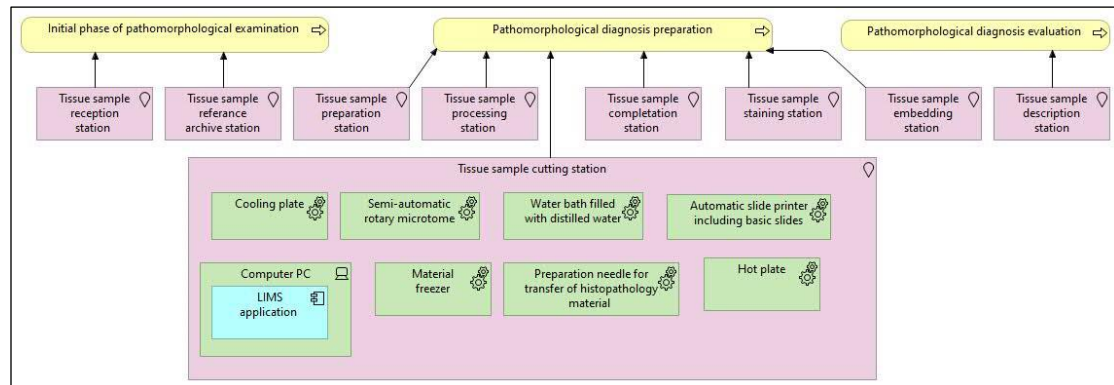 Initial phase of pathomorphological examination
Pathomorphological diagnosis preparation
Pathomorphological diagnosis evaluation
Tissue sample
reception
station
Tissue sample
referance
archive station
Tissue sample
preparation
station
Tissue sample
processing
station
Tissue sample
completation
station
Tissue sample
staining station
Tissue sample
embedding
station
Tissue sample
description
station
Tissue sample cutting station
Cooling plate
Semi-automatic
rotary microtome
Water bath filled
with distilled water
Automatic slide printer
including basic slides
Computer PC
LIMS
application
Material
freezer
Preparation needle for
transfer of histopathology
material
Hot plate